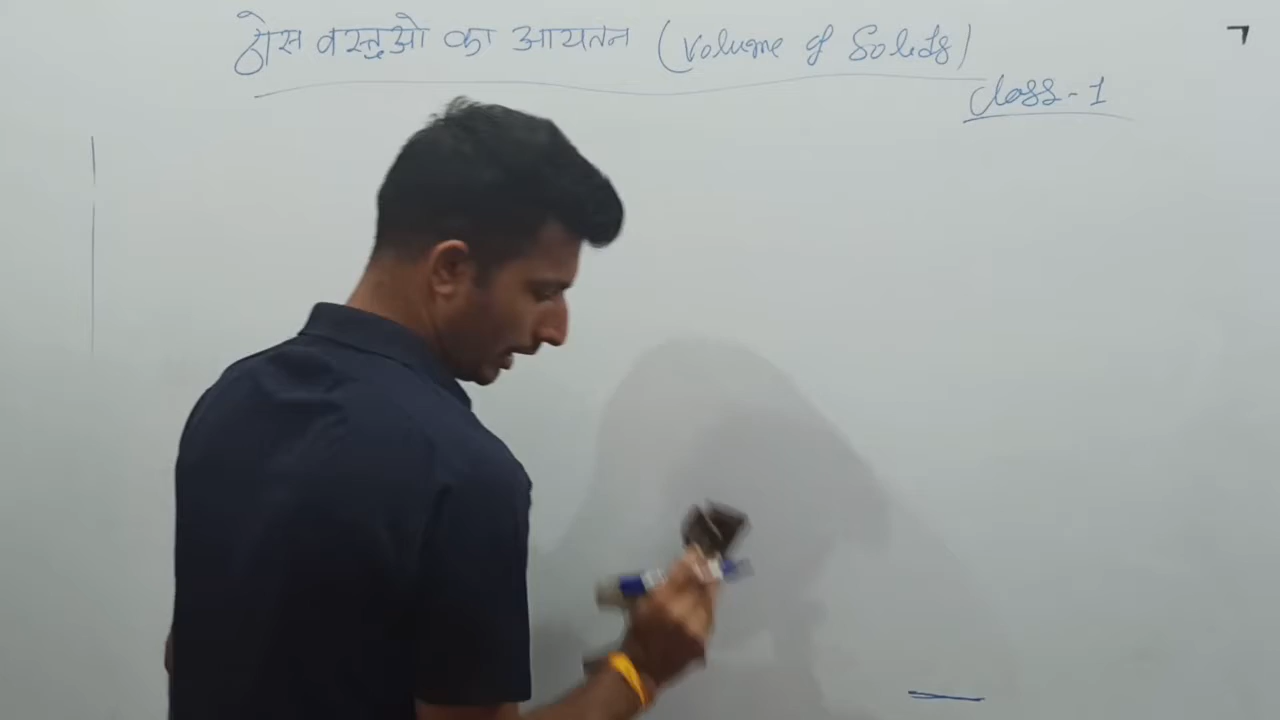 ठोस वस्तुओ का आयतन (Volume of Solids)
Class - 1